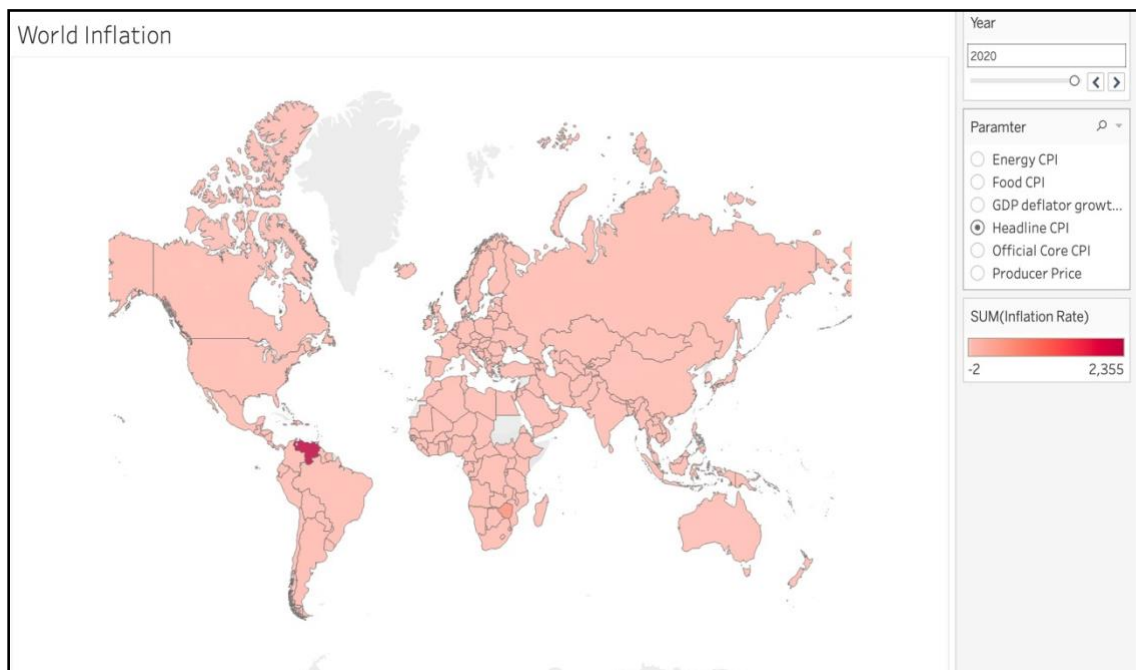 World Inflation
Year
2020
Paramter
Energy CPI
Food CPI
GDP deflator growt...
Headline CPI
Official Core CPI
Producer Price
SUM(Inflation Rate)
-2 2,355